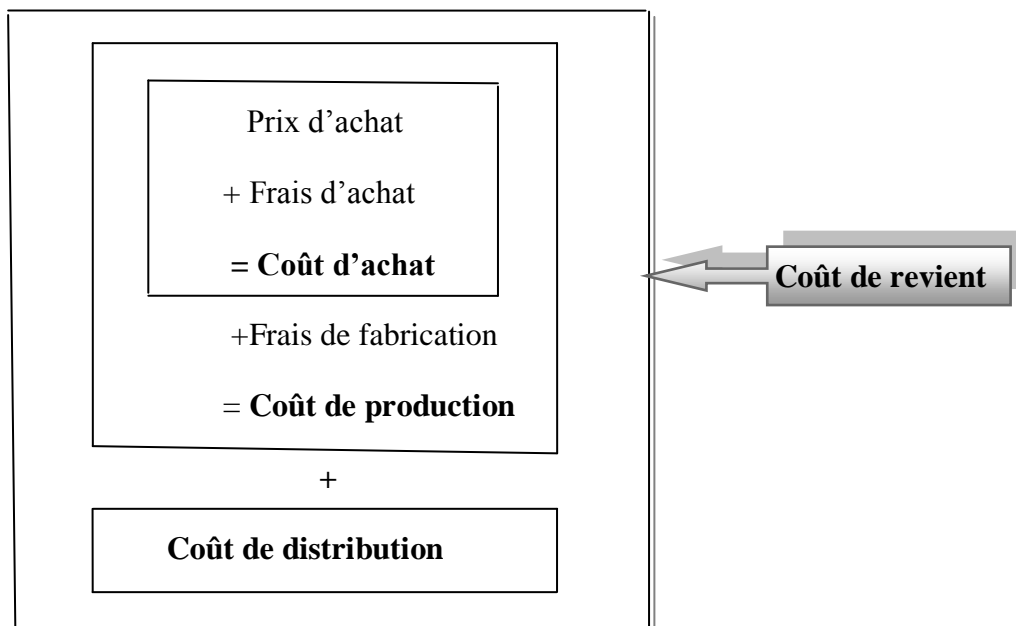 Prix d’achat
+ Frais d’achat
= Coût d’achat
Coût de revient
+Frais de fabrication
= Coût de production
+
Coût de distribution